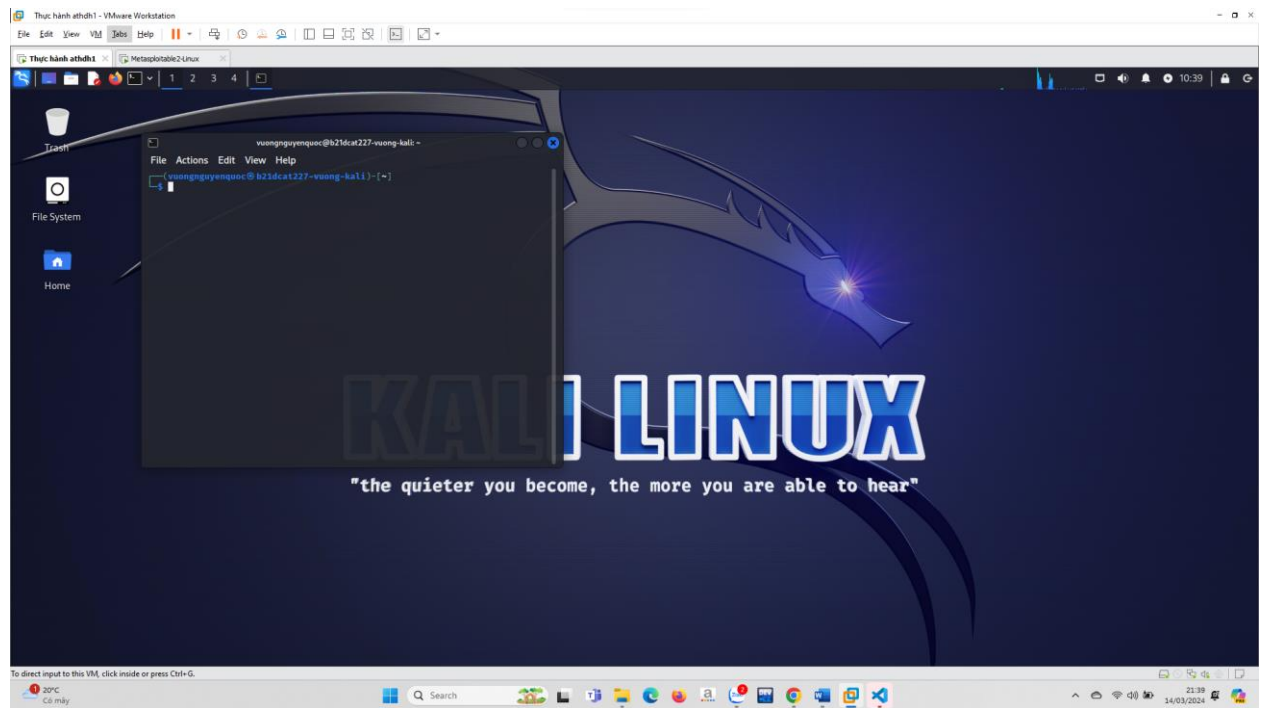 Thực hành athdh1 - VMware Workstation
File Edit View VM Tabs Help
Thực hành athdh1
Metasploitable2-Linux
1 2 3 4
10:39
Trash
File System
Home
vuongnguyenquoc@b21dcat227-vuong-kali: ~
File Actions Edit View Help
┌──(vuongnguyenquoc㉿b21dcat227-vuong-kali)-[~]
└─$
KALI LINUX
"the quieter you become, the more you are able to hear"
To direct input to this VM, click inside or press Ctrl+G.
1
20°C
Có mây
Search
21:39
14/03/2024